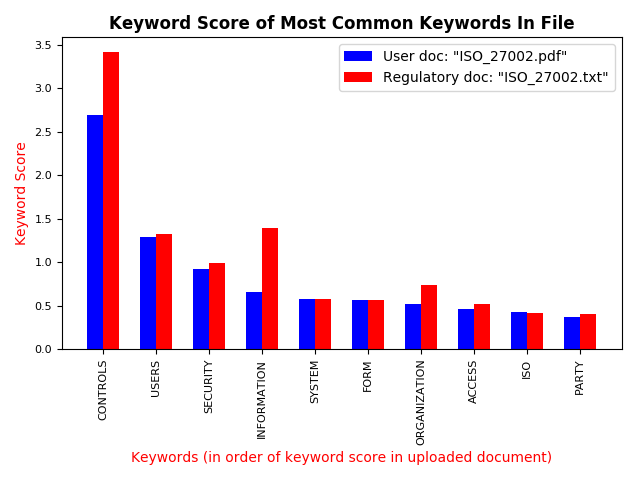 Keyword Score of Most Common Keywords In File
User doc: "ISO_27002.pdf"
Regulatory doc: "ISO_27002.txt"
Keyword Score
3.5
3.0
2.5
2.0
1.5
1.0
0.5
0.0
CONTROLS
USERS
SECURITY
INFORMATION
SYSTEM
FORM
ORGANIZATION
ACCESS
ISO
PARTY
Keywords (in order of keyword score in uploaded document)